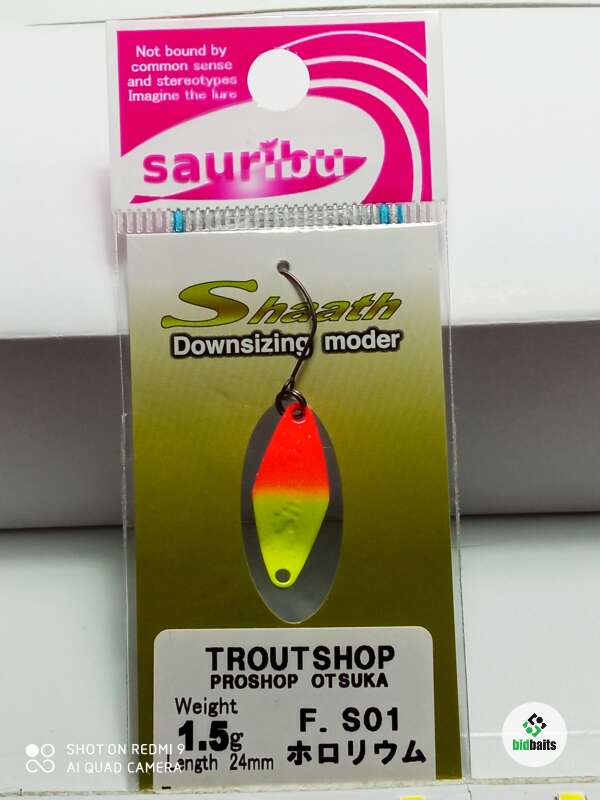 Not bound by
common sense
and stereotypes
Imagine the lure
sauribu
Shaath
Downsizing moder
TROUTSHOP
PROSHOP OTSUKA
Weight
1.5g
ength 24mm
F. S01
ホロリウム
SHOT ON REDMI 9
AI QUAD CAMERA
bidbaits